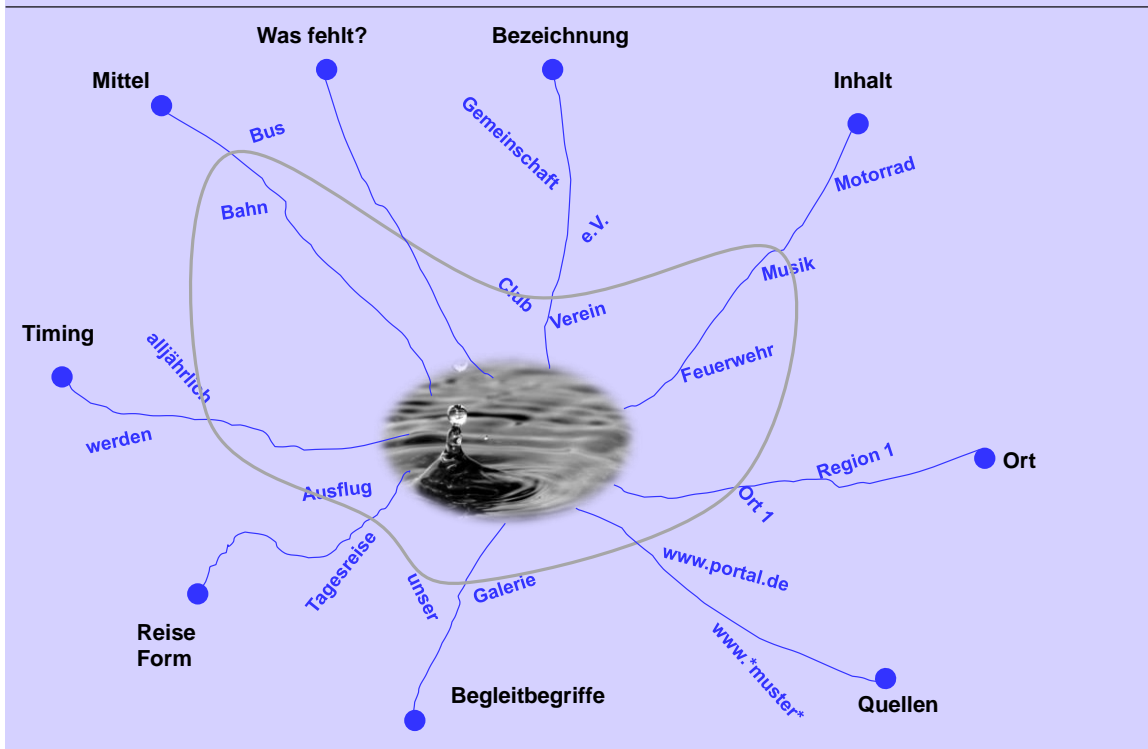 Was fehlt?
Bezeichnung
Mittel
Inhalt
Bus
Gemeinschaft
Motorrad
Bahn
e.V.
Musik
Club
Verein
Timing
alljährlich
Feuerwehr
werden
Region 1
Ort
Ausflug
Ort 1
Tagesreise
unser
Galerie
www.portal.de
Reise
Form
www.*muster*
Begleitbegriffe
Quellen